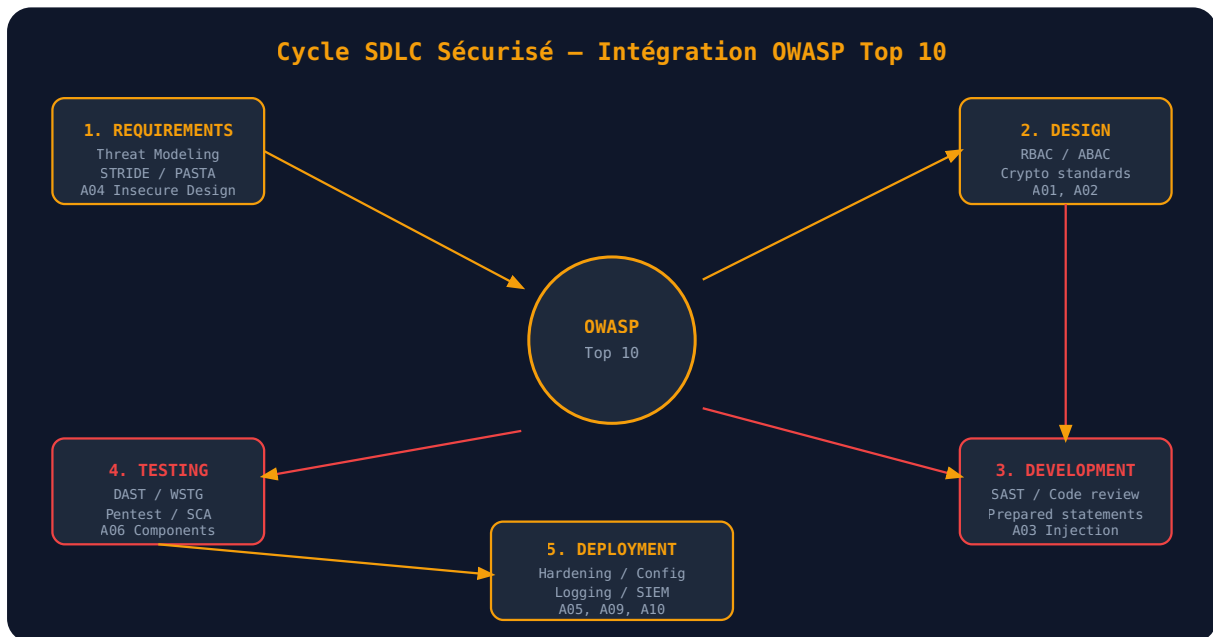 Cycle SDLC Sécurisé — Intégration OWASP Top 10
1. REQUIREMENTS
Threat Modeling
STRIDE / PASTA
A04 Insecure Design
2. DESIGN
RBAC / ABAC
Crypto standards
A01, A02
OWASP
Top 10
4. TESTING
DAST / WSTG
Pentest / SCA
A06 Components
3. DEVELOPMENT
SAST / Code review
Prepared statements
A03 Injection
5. DEPLOYMENT
Hardening / Config
Logging / SIEM
A05, A09, A10